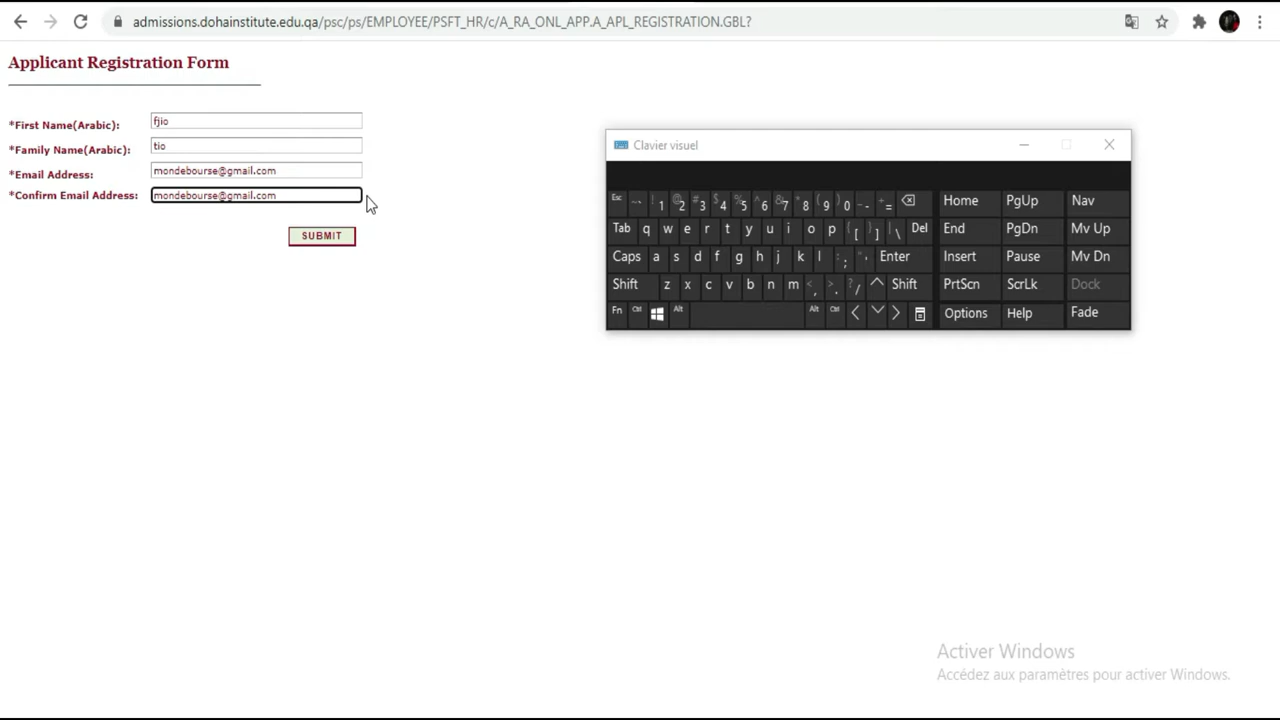 admissions.dohainstitute.edu.qa/psc/ps/EMPLOYEE/PSFT_HR/c/A_RA_ONL_APP.A_APL_REGISTRATION.GBL?
Applicant Registration Form
*First Name(Arabic): fjio
*Family Name(Arabic): tio
*Email Address: mondebourse@gmail.com
*Confirm Email Address: mondebourse@gmail.com
SUBMIT
Clavier visuel
Esc ~ ` ! 1 @ 2 # 3 $ 4 % 5 ^ 6 & 7 * 8 ( 9 ) 0 _ - + = Home PgUp Nav
Tab q w e r t y u i o p { [ } ] | \ Del End PgDn Mv Up
Caps a s d f g h j k l : ; " ' Enter Insert Pause Mv Dn
Shift z x c v b n m < , > . ? / Shift PrtScn ScrLk Dock
Fn Ctrl Alt Alt Ctrl Options Help Fade
Activer Windows
Accédez aux paramètres pour activer Windows.